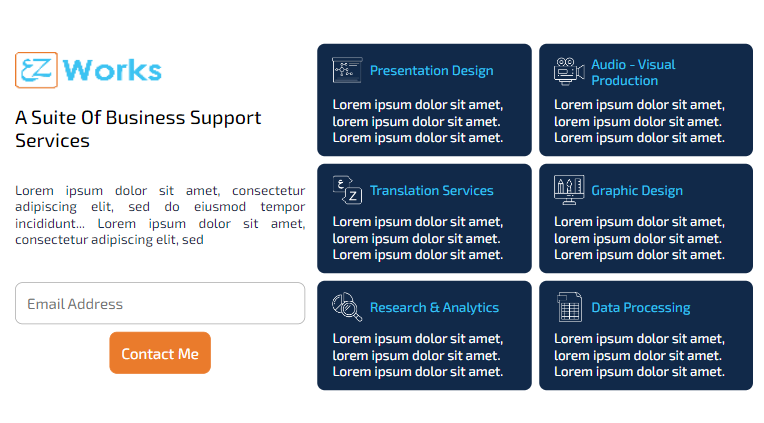 EZ Works
A Suite Of Business Support
Services
Lorem ipsum dolor sit amet, consectetur
adipiscing elit, sed do eiusmod tempor
incididunt... Lorem ipsum dolor sit amet,
consectetur adipiscing elit, sed
Email Address
Contact Me
Presentation Design
Lorem ipsum dolor sit amet,
lorem ipsum dolor sit amet.
Lorem ipsum dolor sit amet.
Audio - Visual
Production
Lorem ipsum dolor sit amet,
lorem ipsum dolor sit amet.
Lorem ipsum dolor sit amet.
Translation Services
Lorem ipsum dolor sit amet,
lorem ipsum dolor sit amet.
Lorem ipsum dolor sit amet.
Graphic Design
Lorem ipsum dolor sit amet,
lorem ipsum dolor sit amet.
Lorem ipsum dolor sit amet.
Research & Analytics
Lorem ipsum dolor sit amet,
lorem ipsum dolor sit amet.
Lorem ipsum dolor sit amet.
Data Processing
Lorem ipsum dolor sit amet,
lorem ipsum dolor sit amet.
Lorem ipsum dolor sit amet.